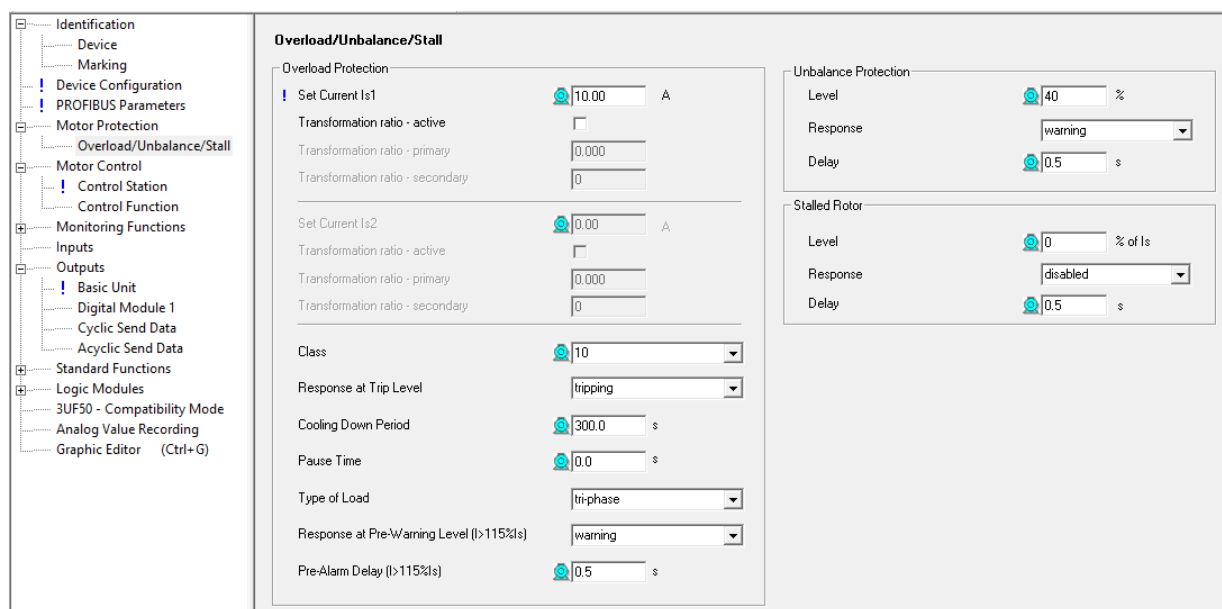 Identification
Device
Marking
! Device Configuration
! PROFIBUS Parameters
Motor Protection
Overload/Unbalance/Stall
Motor Control
! Control Station
Control Function
Monitoring Functions
Inputs
Outputs
! Basic Unit
Digital Module 1
Cyclic Send Data
Acyclic Send Data
Standard Functions
Logic Modules
3UF50 - Compatibility Mode
Analog Value Recording
Graphic Editor (Ctrl+G)
Overload/Unbalance/Stall
Overload Protection
! Set Current Is1 10.00 A
Transformation ratio - active
Transformation ratio - primary 0.000
Transformation ratio - secondary 0
Set Current Is2 0.00 A
Transformation ratio - active
Transformation ratio - primary 0.000
Transformation ratio - secondary 0
Class 10
Response at Trip Level tripping
Cooling Down Period 300.0 s
Pause Time 0.0 s
Type of Load tri-phase
Response at Pre-Warning Level (I>115%Is) warning
Pre-Alarm Delay (I>115%Is) 0.5 s
Unbalance Protection
Level 40 %
Response warning
Delay 0.5 s
Stalled Rotor
Level 0 % of Is
Response disabled
Delay 0.5 s